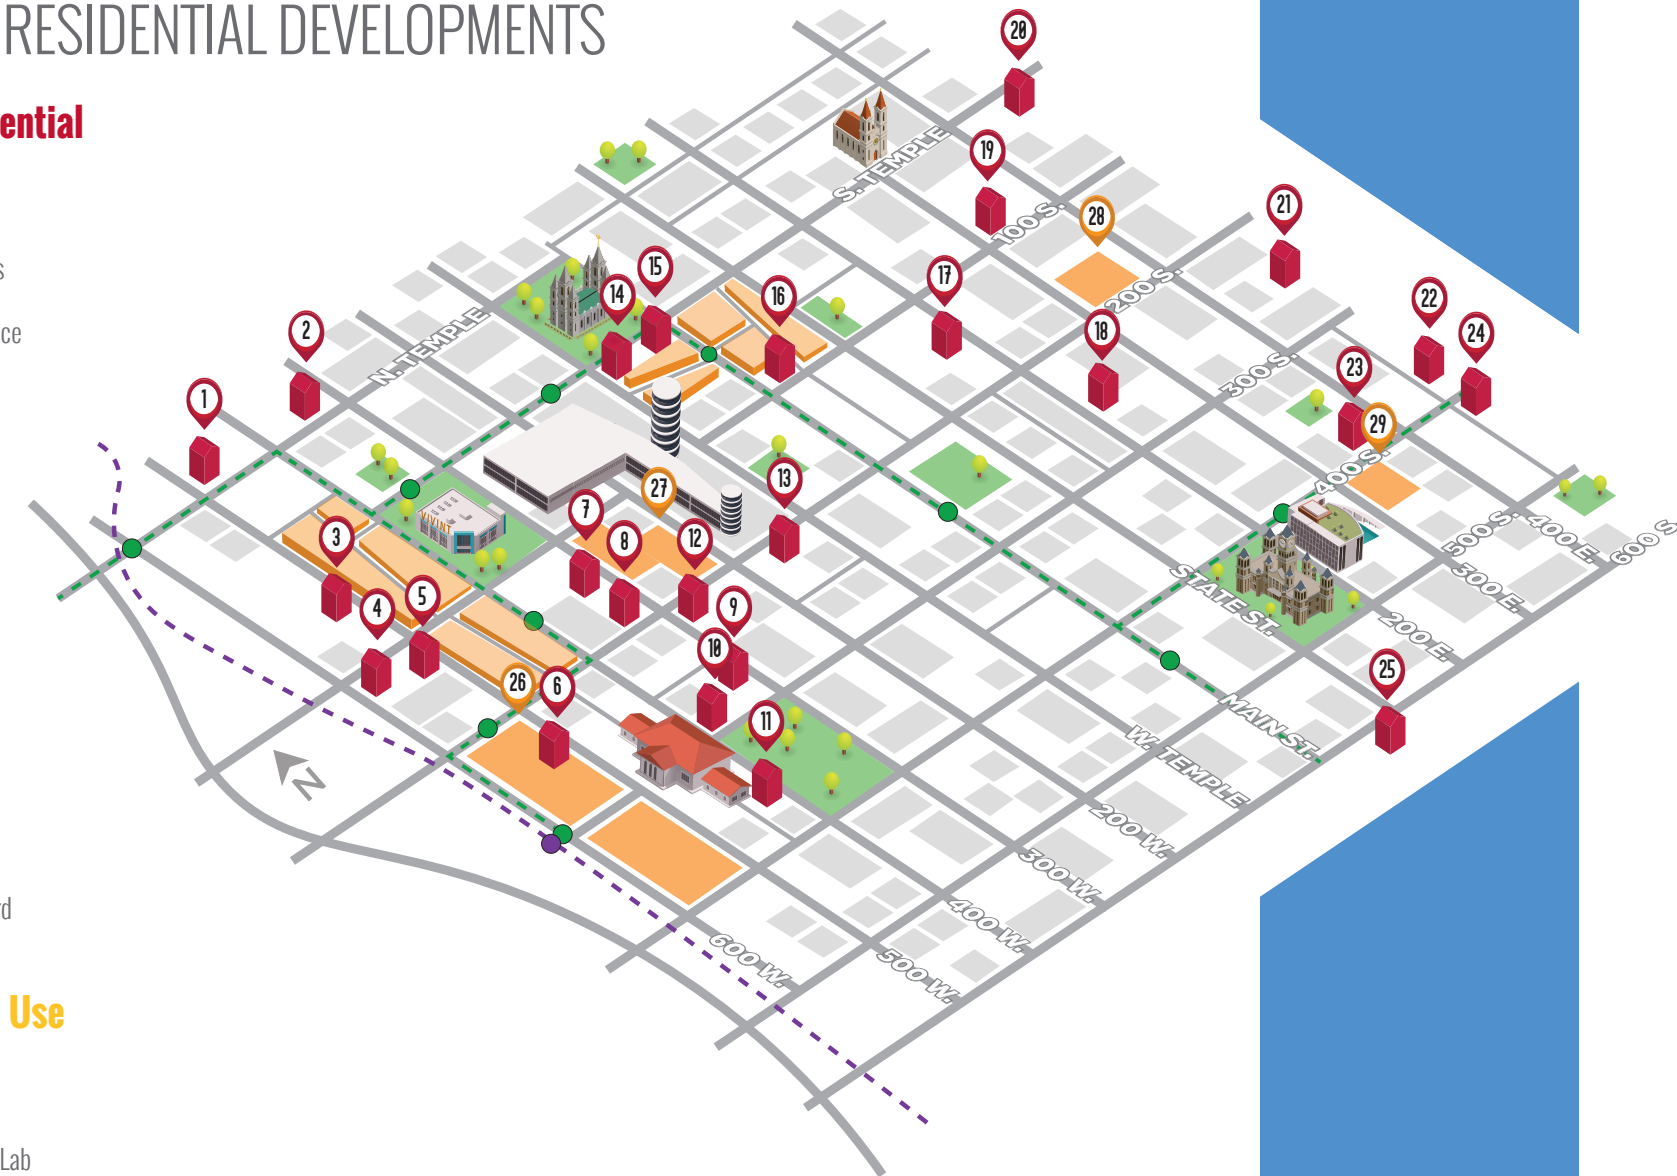 RESIDENTIAL DEVELOPMENTS
ential
s
ce
rd
Use
Lab
20
19
28
21
S. TEMPLE
100 S.
200 S.
15
14
16
17
18
22
24
2
N. TEMPLE
300 S.
23
29
1
400 S.
13
27
7
8
12
3
VIVINT
5
4
9
10
500 S.
400 E.
600 S
300 E.
STATE ST.
200 E.
26
6
11
25
N
MAIN ST.
W. TEMPLE
200 W.
300 W.
400 W.
500 W.
600 W.